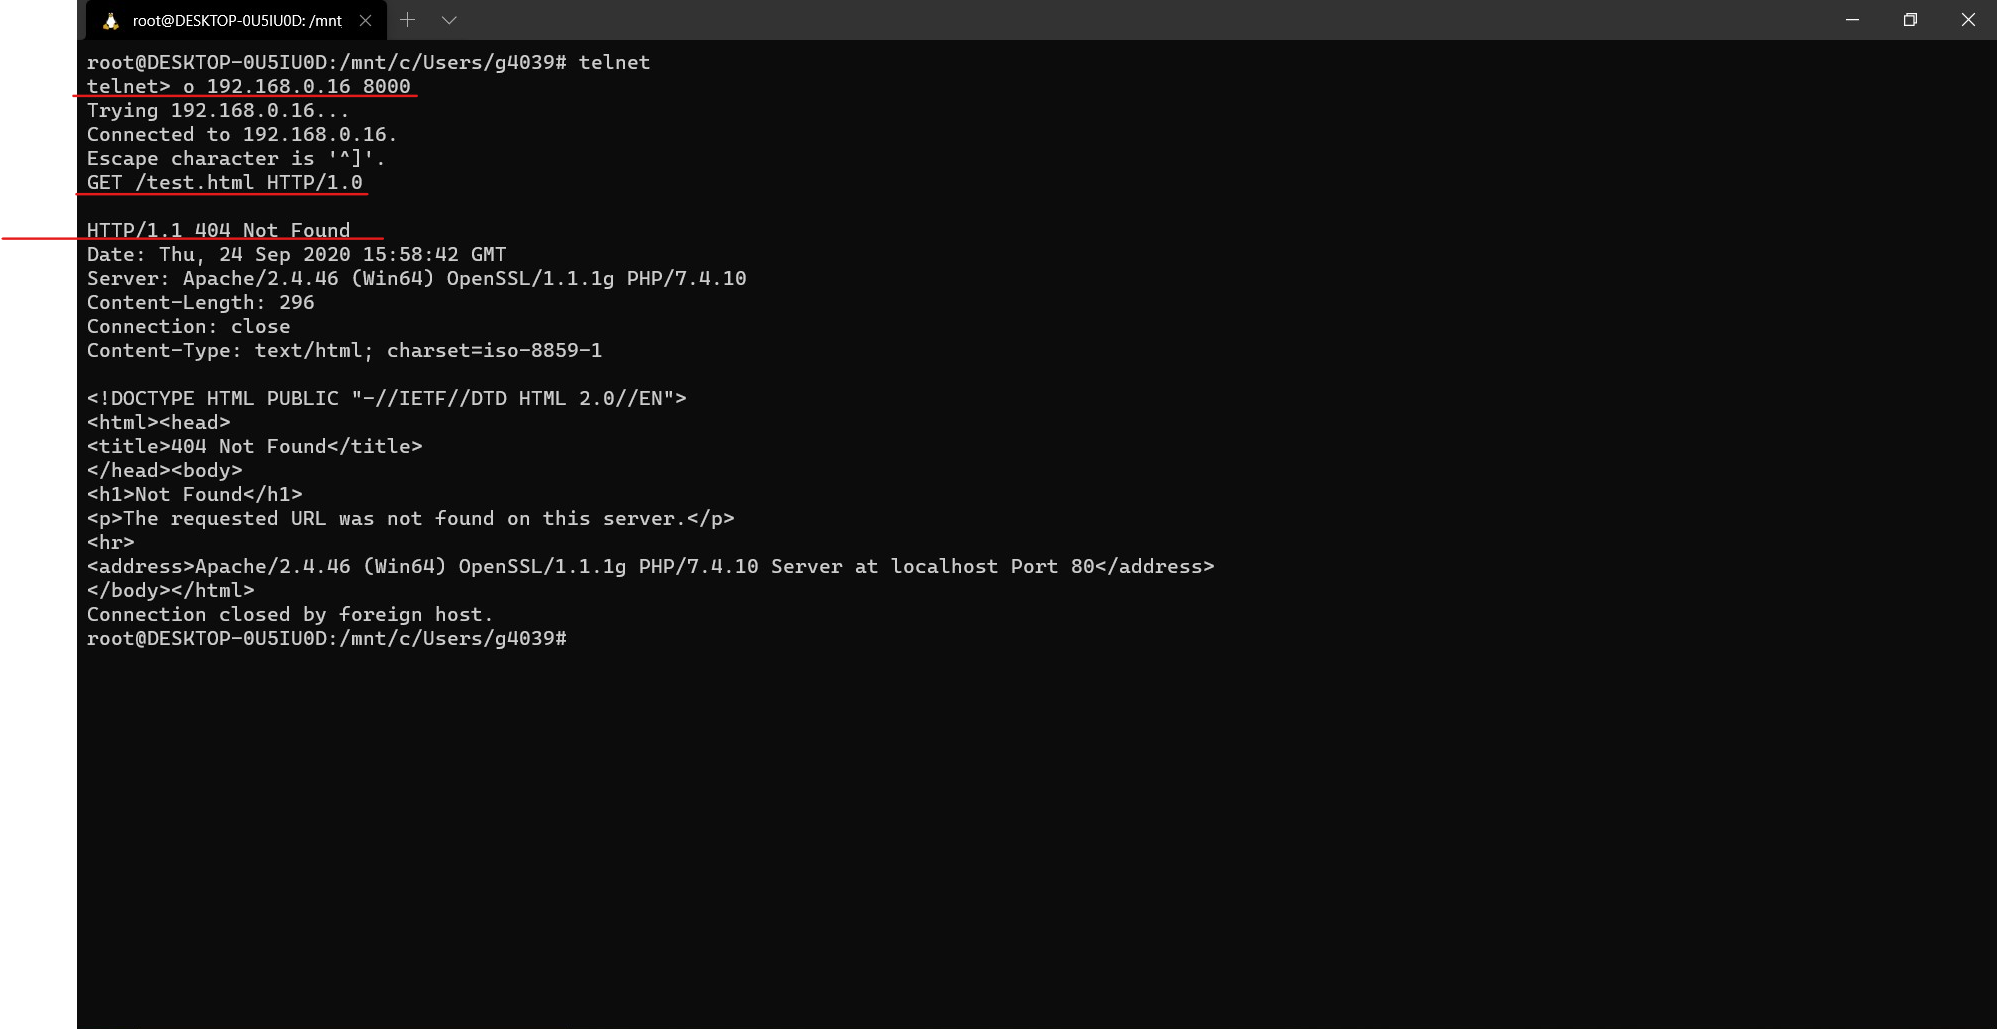 root@DESKTOP-0U5IU0D: /mnt
root@DESKTOP-0U5IU0D:/mnt/c/Users/g4039# telnet
telnet> o 192.168.0.16 8000
Trying 192.168.0.16...
Connected to 192.168.0.16.
Escape character is '^]'.
GET /test.html HTTP/1.0
HTTP/1.1 404 Not Found
Date: Thu, 24 Sep 2020 15:58:42 GMT
Server: Apache/2.4.46 (Win64) OpenSSL/1.1.1g PHP/7.4.10
Content-Length: 296
Connection: close
Content-Type: text/html; charset=iso-8859-1
<!DOCTYPE HTML PUBLIC "-//IETF//DTD HTML 2.0//EN">
<html><head>
<title>404 Not Found</title>
</head><body>
<h1>Not Found</h1>
<p>The requested URL was not found on this server.</p>
<hr>
<address>Apache/2.4.46 (Win64) OpenSSL/1.1.1g PHP/7.4.10 Server at localhost Port 80</address>
</body></html>
Connection closed by foreign host.
root@DESKTOP-0U5IU0D:/mnt/c/Users/g4039#